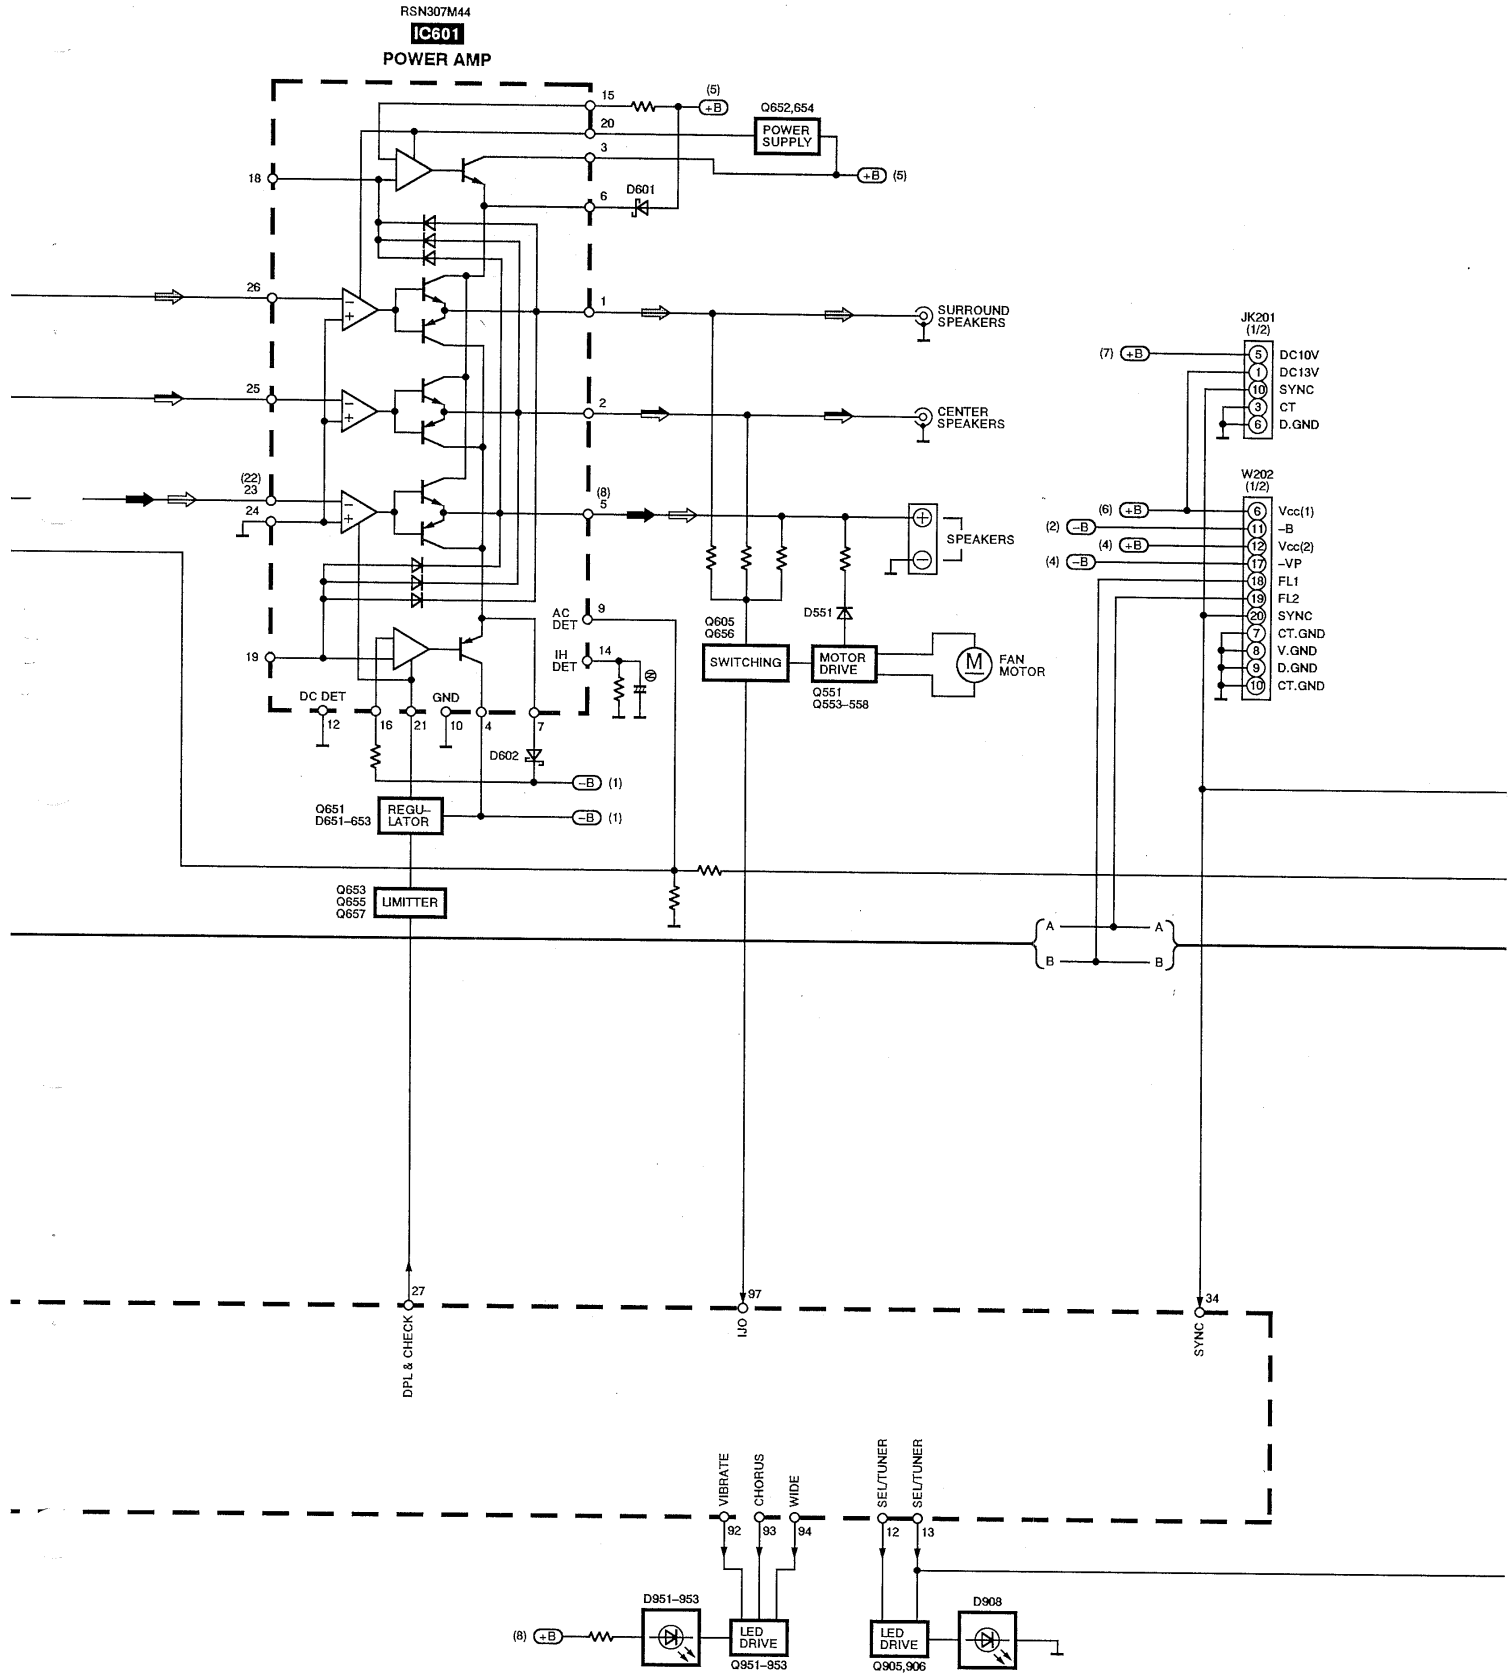 RSN307M44
IC601
POWER AMP
15
(5)
+B
Q652,654
20
POWER
SUPPLY
3
+B (5)
18
6
D601
26
1
SURROUND
SPEAKERS
JK201
(1/2)
(7) +B
5 DC10V
1 DC13V
10 SYNC
3 CT
6 D.GND
25
2
CENTER
SPEAKERS
W202
(1/2)
(22)
23
24
(8)
5
+
SPEAKERS
−
(6) +B
6 Vcc(1)
(2) −B
11 −B
(4) +B
12 Vcc(2)
(4) −B
17 −VP
18 FL1
19 FL2
20 SYNC
7 CT.GND
8 V.GND
9 D.GND
10 CT.GND
− +
− +
− +
AC
DET
9
D551
Q605
Q656
SWITCHING
MOTOR
DRIVE
M
FAN
MOTOR
Q551
Q553–558
IH
DET
14
N
19
DC DET
12
16
21
GND
10
4
7
D602
−B (1)
Q651
D651–653
REGU–
LATOR
−B (1)
Q653
Q655
Q657
LIMITTER
A A
B B
27
DPL & CHECK
97
IJO
34
SYNC
VIBRATE
CHORUS
WIDE
SEL/TUNER
SEL/TUNER
92
93
94
12
13
D951–953
D908
(8) +B
LED
DRIVE
Q951–953
LED
DRIVE
Q905,906